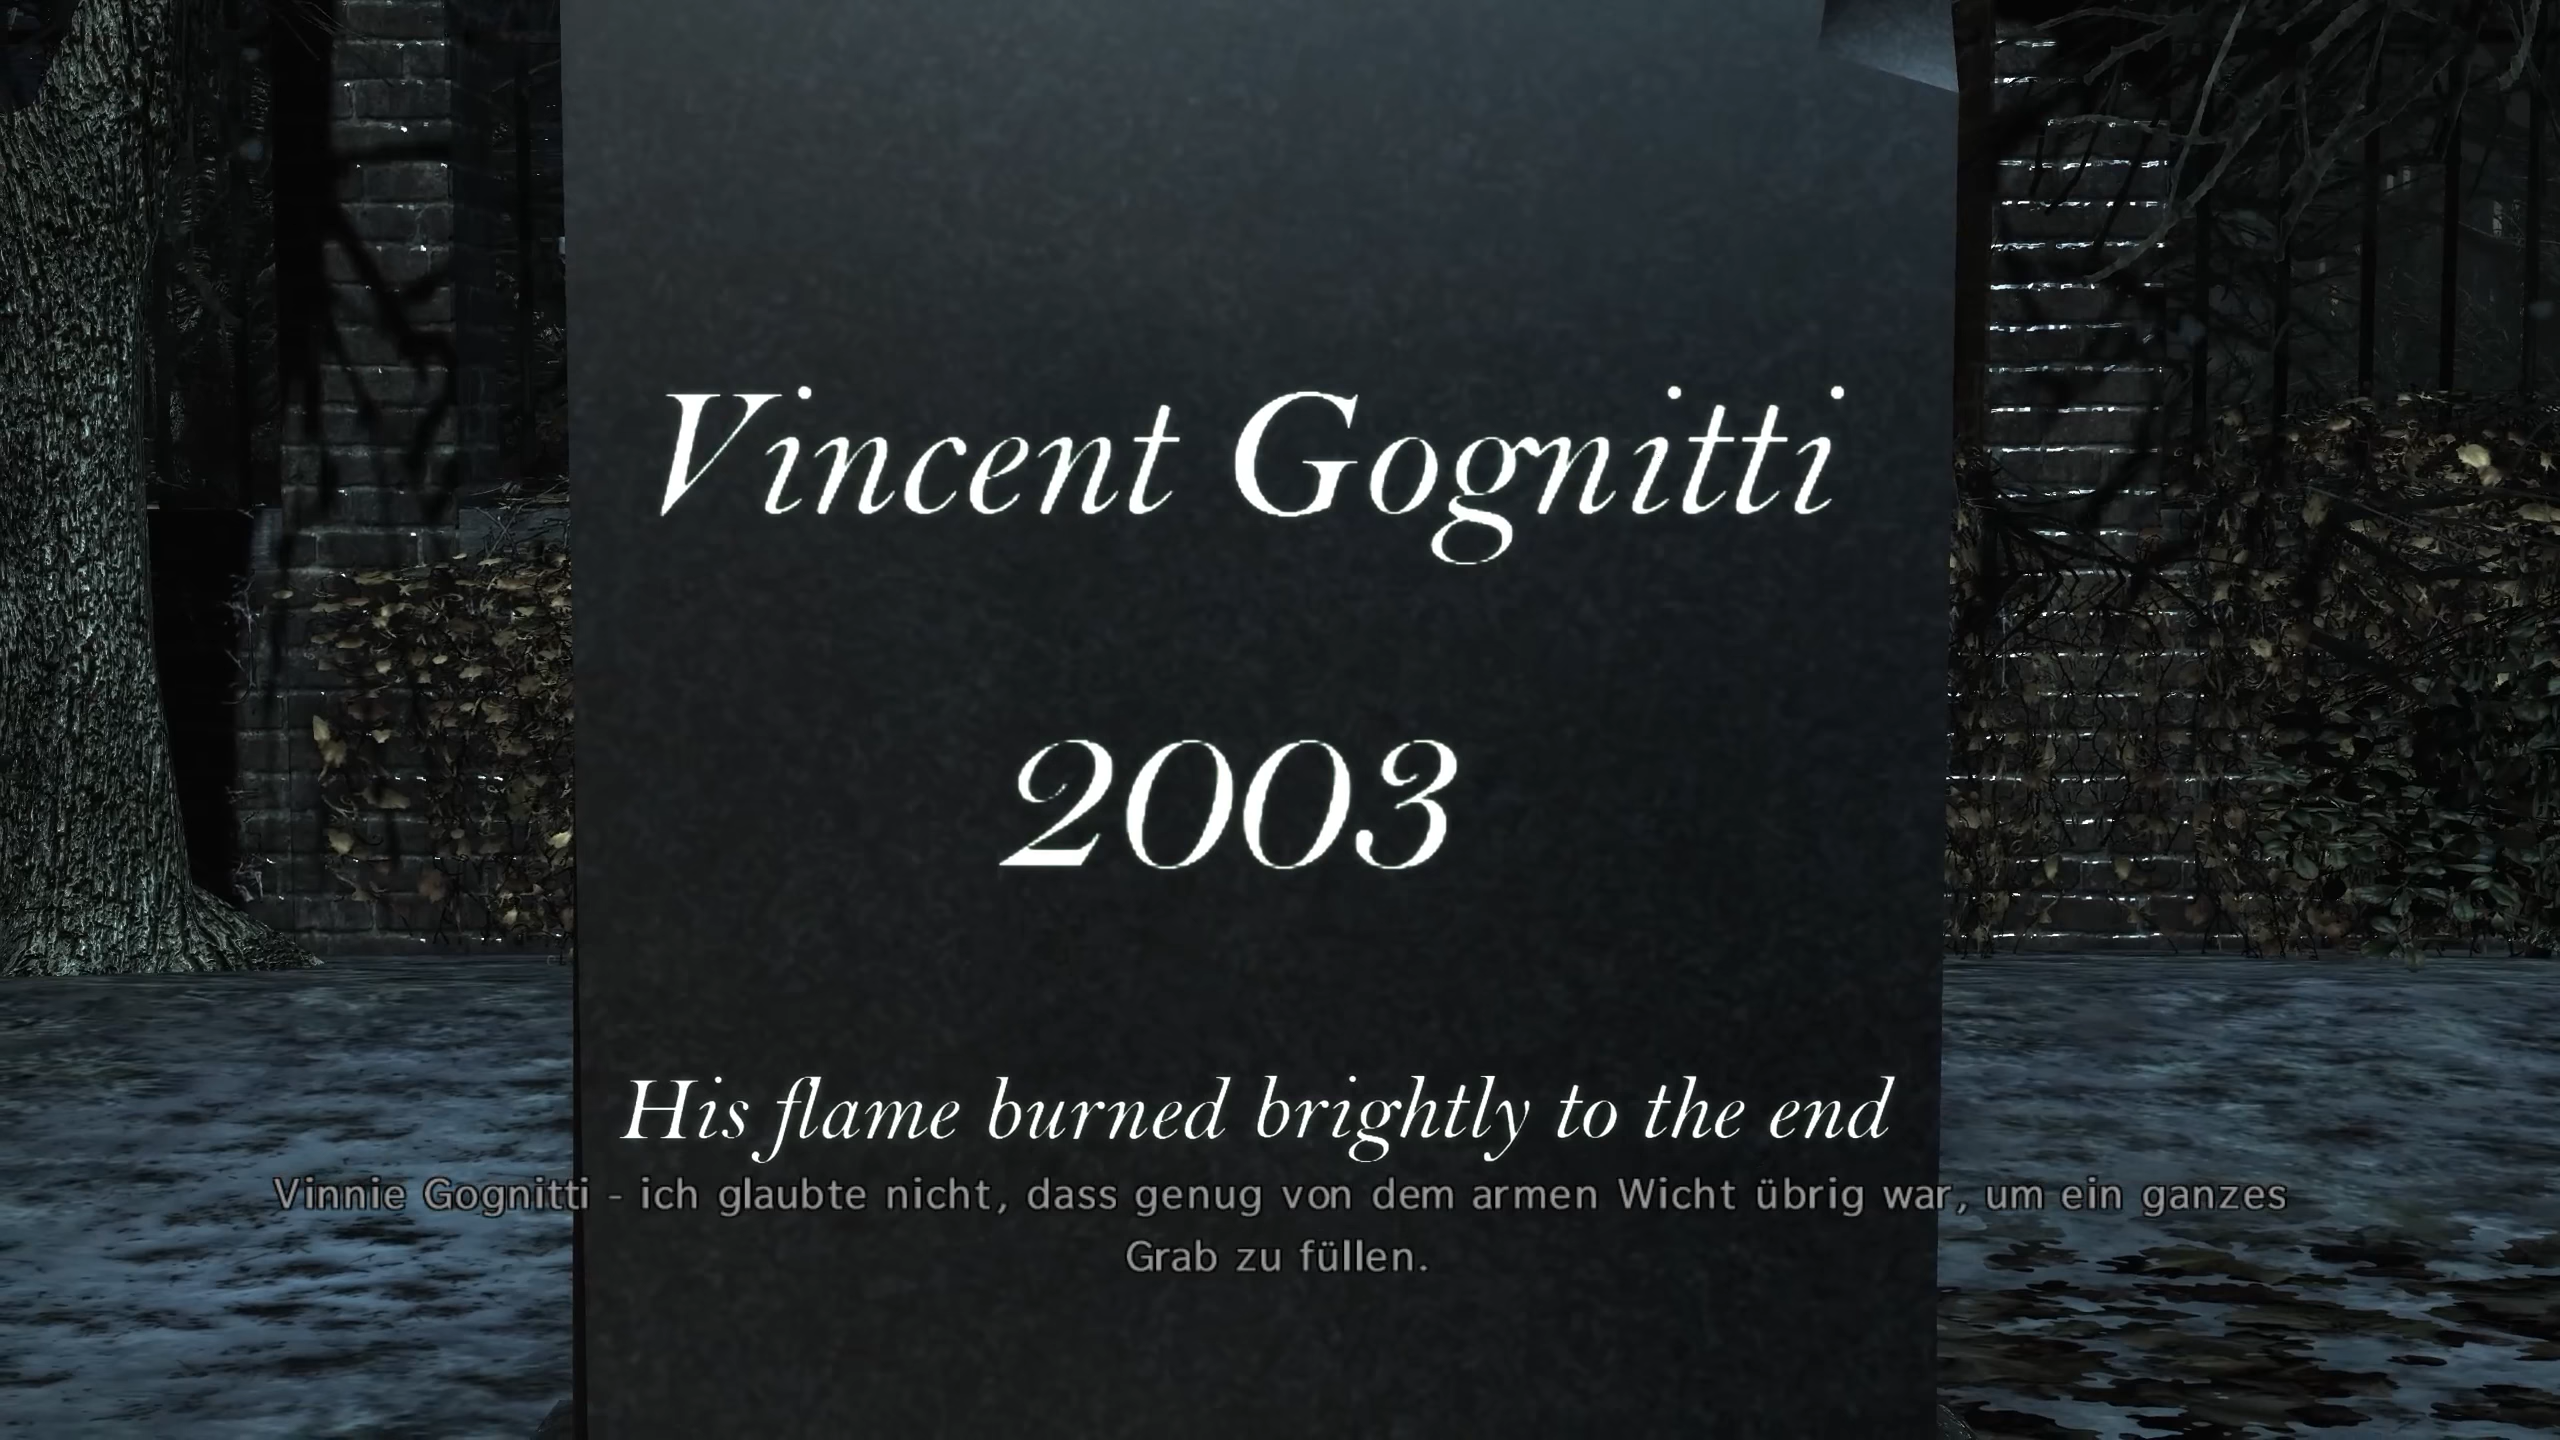 Vincent Gognitti
2003
His flame burned brightly to the end
Vinnie Gognitti - ich glaubte nicht, dass genug von dem armen Wicht übrig war, um ein ganzes
Grab zu füllen.